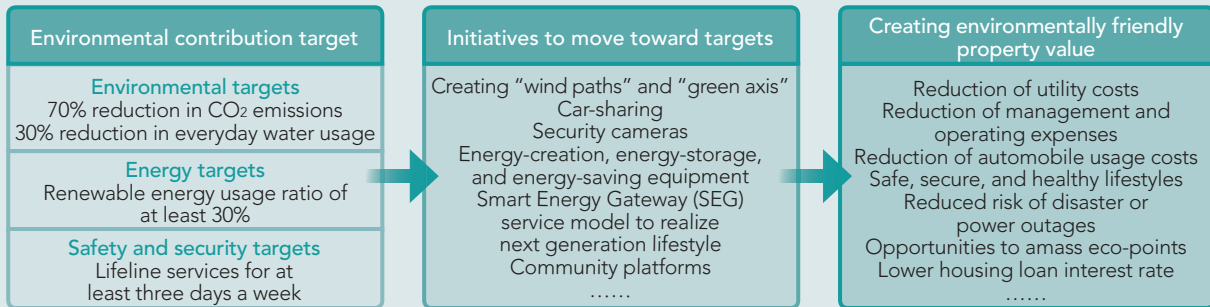 Environmental contribution target
Environmental targets
70% reduction in CO₂ emissions
30% reduction in everyday water usage
Energy targets
Renewable energy usage ratio of
at least 30%
Safety and security targets
Lifeline services for at
least three days a week
Initiatives to move toward targets
Creating “wind paths” and “green axis”
Car-sharing
Security cameras
Energy-creation, energy-storage,
and energy-saving equipment
Smart Energy Gateway (SEG)
service model to realize
next generation lifestyle
Community platforms
……
Creating environmentally friendly
property value
Reduction of utility costs
Reduction of management and
operating expenses
Reduction of automobile usage costs
Safe, secure, and healthy lifestyles
Reduced risk of disaster or
power outages
Opportunities to amass eco-points
Lower housing loan interest rate
……